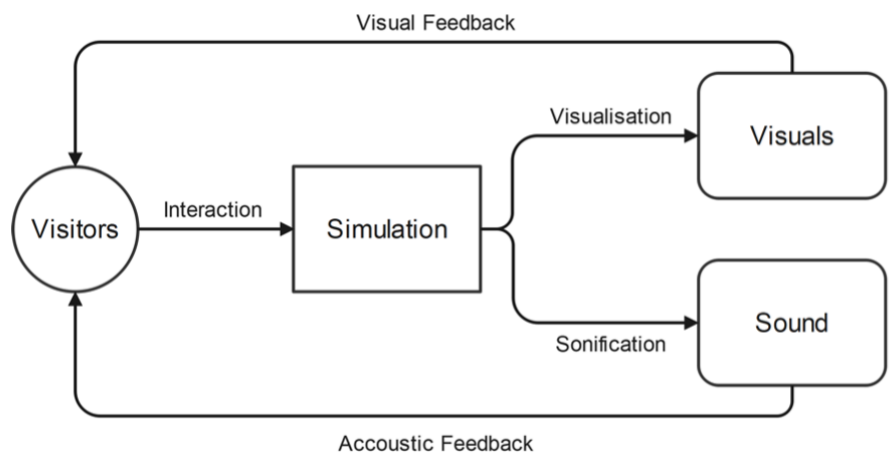 Visual Feedback
Visualisation
Visuals
Visitors
Interaction
Simulation
Sound
Sonification
Accoustic Feedback